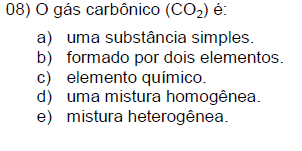 08) O gás carbônico (CO₂) é:
a) uma substância simples.
b) formado por dois elementos.
c) elemento químico.
d) uma mistura homogênea.
e) mistura heterogênea.